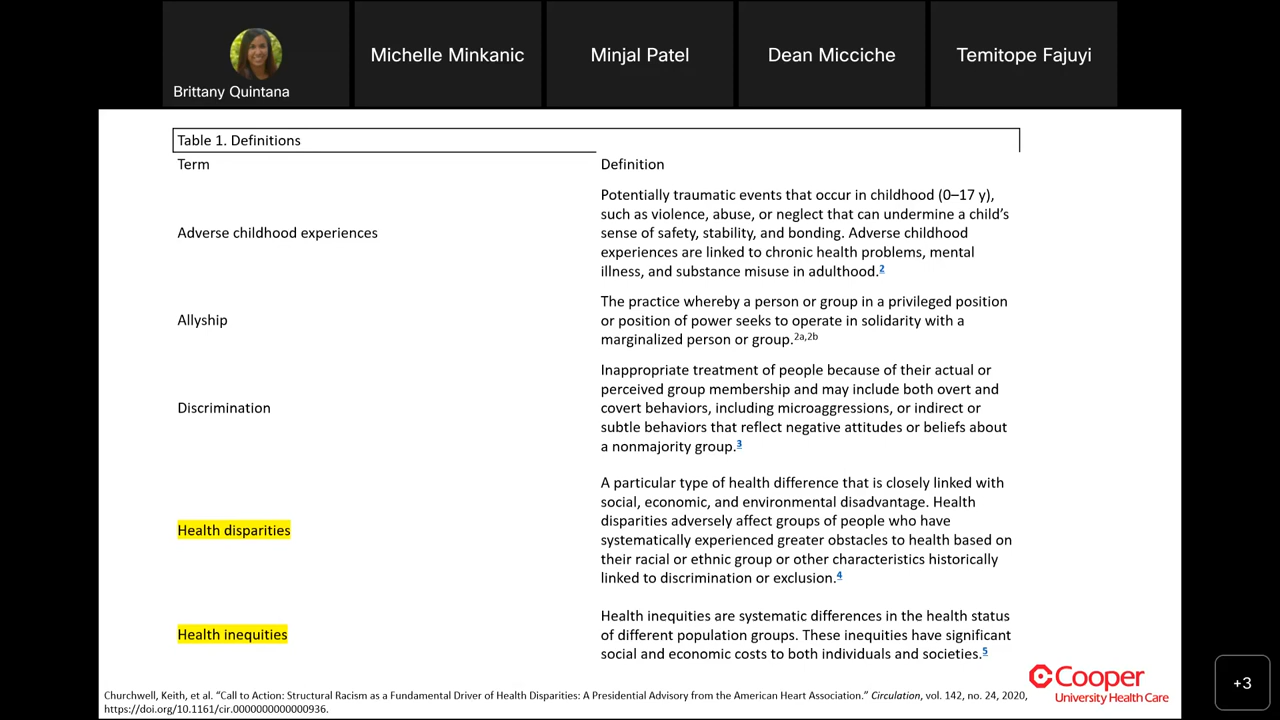 Brittany Quintana
Michelle Minkanic
Minjal Patel
Dean Micciche
Temitope Fajuyi
Table 1. Definitions
Term
Definition
Adverse childhood experiences
Potentially traumatic events that occur in childhood (0–17 y),
such as violence, abuse, or neglect that can undermine a child’s
sense of safety, stability, and bonding. Adverse childhood
experiences are linked to chronic health problems, mental
illness, and substance misuse in adulthood.2
Allyship
The practice whereby a person or group in a privileged position
or position of power seeks to operate in solidarity with a
marginalized person or group.2a,2b
Discrimination
Inappropriate treatment of people because of their actual or
perceived group membership and may include both overt and
covert behaviors, including microaggressions, or indirect or
subtle behaviors that reflect negative attitudes or beliefs about
a nonmajority group.3
Health disparities
A particular type of health difference that is closely linked with
social, economic, and environmental disadvantage. Health
disparities adversely affect groups of people who have
systematically experienced greater obstacles to health based on
their racial or ethnic group or other characteristics historically
linked to discrimination or exclusion.4
Health inequities
Health inequities are systematic differences in the health status
of different population groups. These inequities have significant
social and economic costs to both individuals and societies.5
Churchwell, Keith, et al. “Call to Action: Structural Racism as a Fundamental Driver of Health Disparities: A Presidential Advisory from the American Heart Association.” Circulation, vol. 142, no. 24, 2020,
https://doi.org/10.1161/cir.0000000000000936.
Cooper
University Health Care
+3